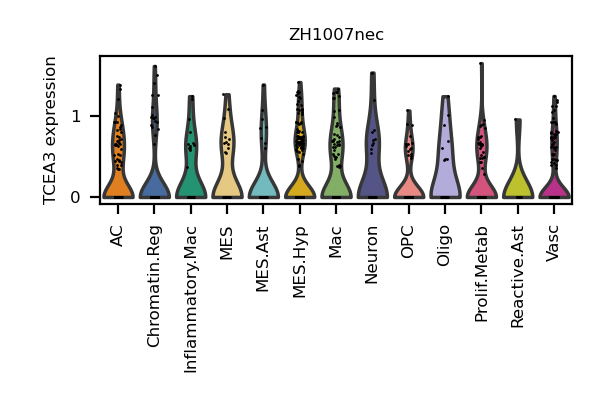 ZH1007nec
TCEA3 expression
1
0
AC
Chromatin.Reg
Inflammatory.Mac
MES
MES.Ast
MES.Hyp
Mac
Neuron
OPC
Oligo
Prolif.Metab
Reactive.Ast
Vasc